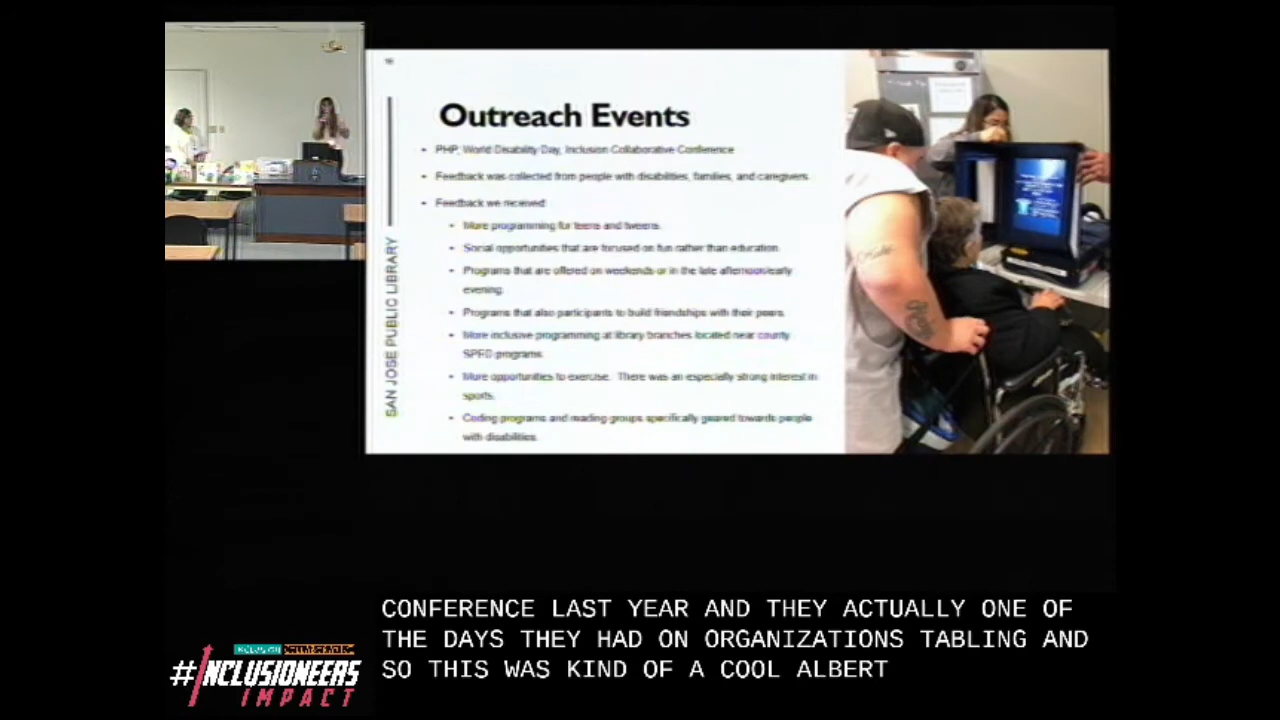 16
Outreach Events
• PHP, World Disability Day, Inclusion Collaborative Conference
• Feedback was collected from people with disabilities, families, and caregivers.
• Feedback we received:
• More programming for teens and tweens.
• Social opportunities that are focused on fun rather than education.
• Programs that are offered on weekends or in the late afternoon/early
evening.
• Programs that also participants to build friendships with their peers.
• More inclusive programming at library branches located near county
SPED programs.
• More opportunities to exercise. There was an especially strong interest in
sports.
• Coding programs and reading groups specifically geared towards people
with disabilities.
SAN JOSE PUBLIC LIBRARY
CONFERENCE LAST YEAR AND THEY ACTUALLY ONE OF
THE DAYS THEY HAD ON ORGANIZATIONS TABLING AND
SO THIS WAS KIND OF A COOL ALBERT
#INCLUSIONEERS
IMPACT